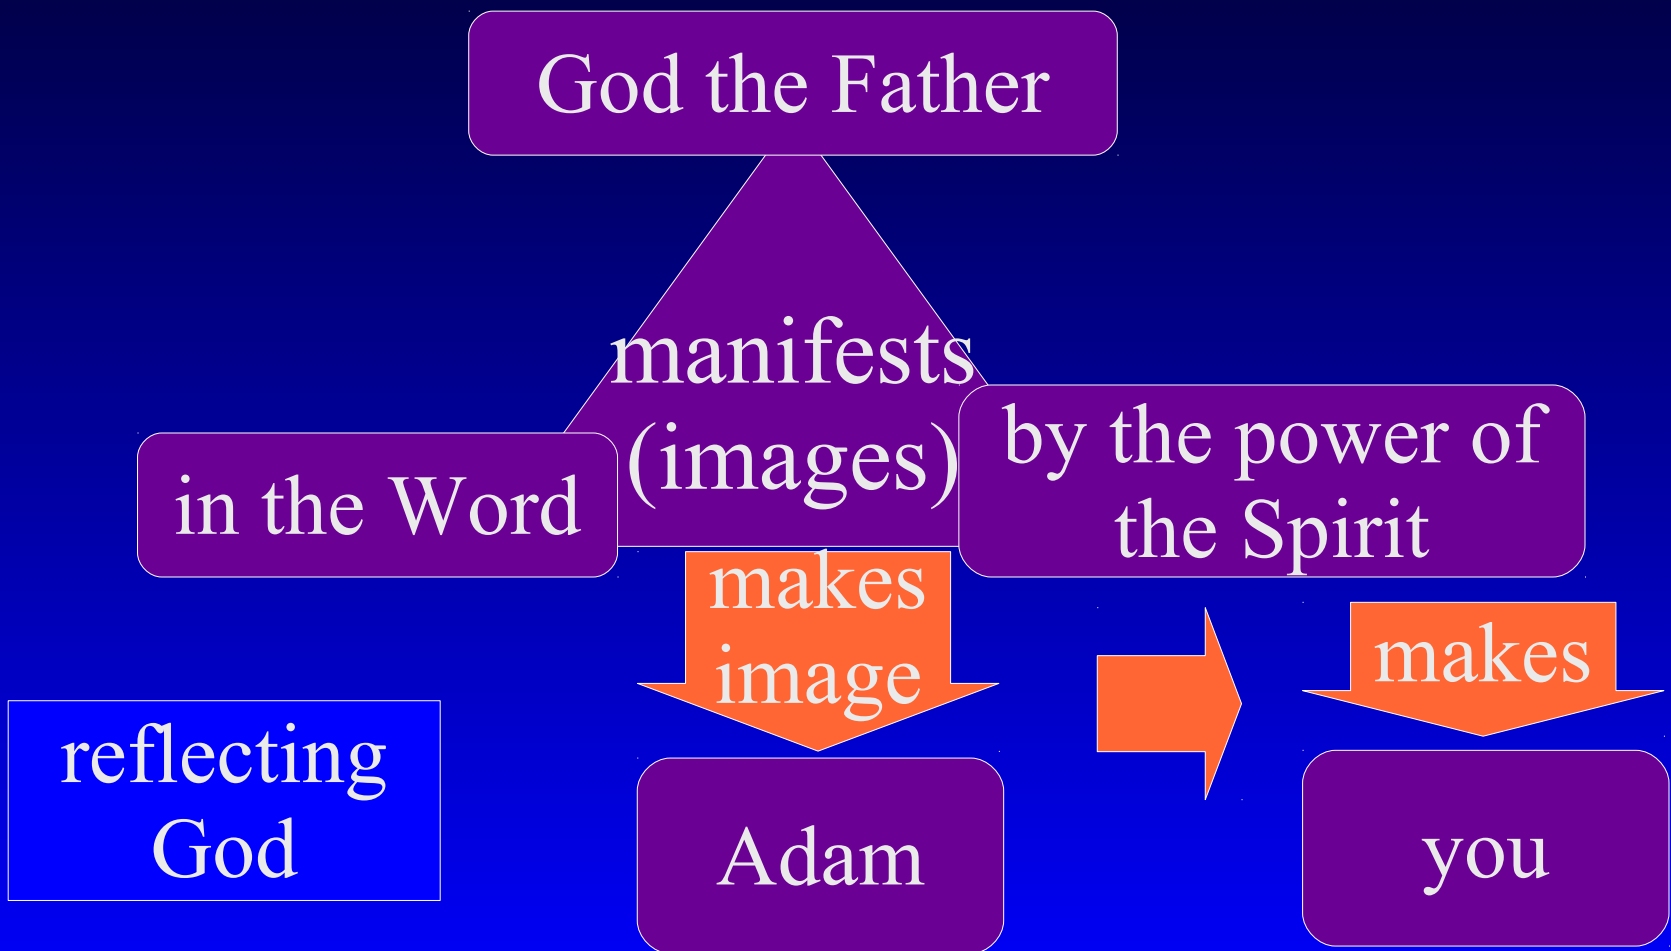 God the Father
manifests
(images)
in the Word
by the power of
the Spirit
makes
image
makes
reflecting
God
Adam
you